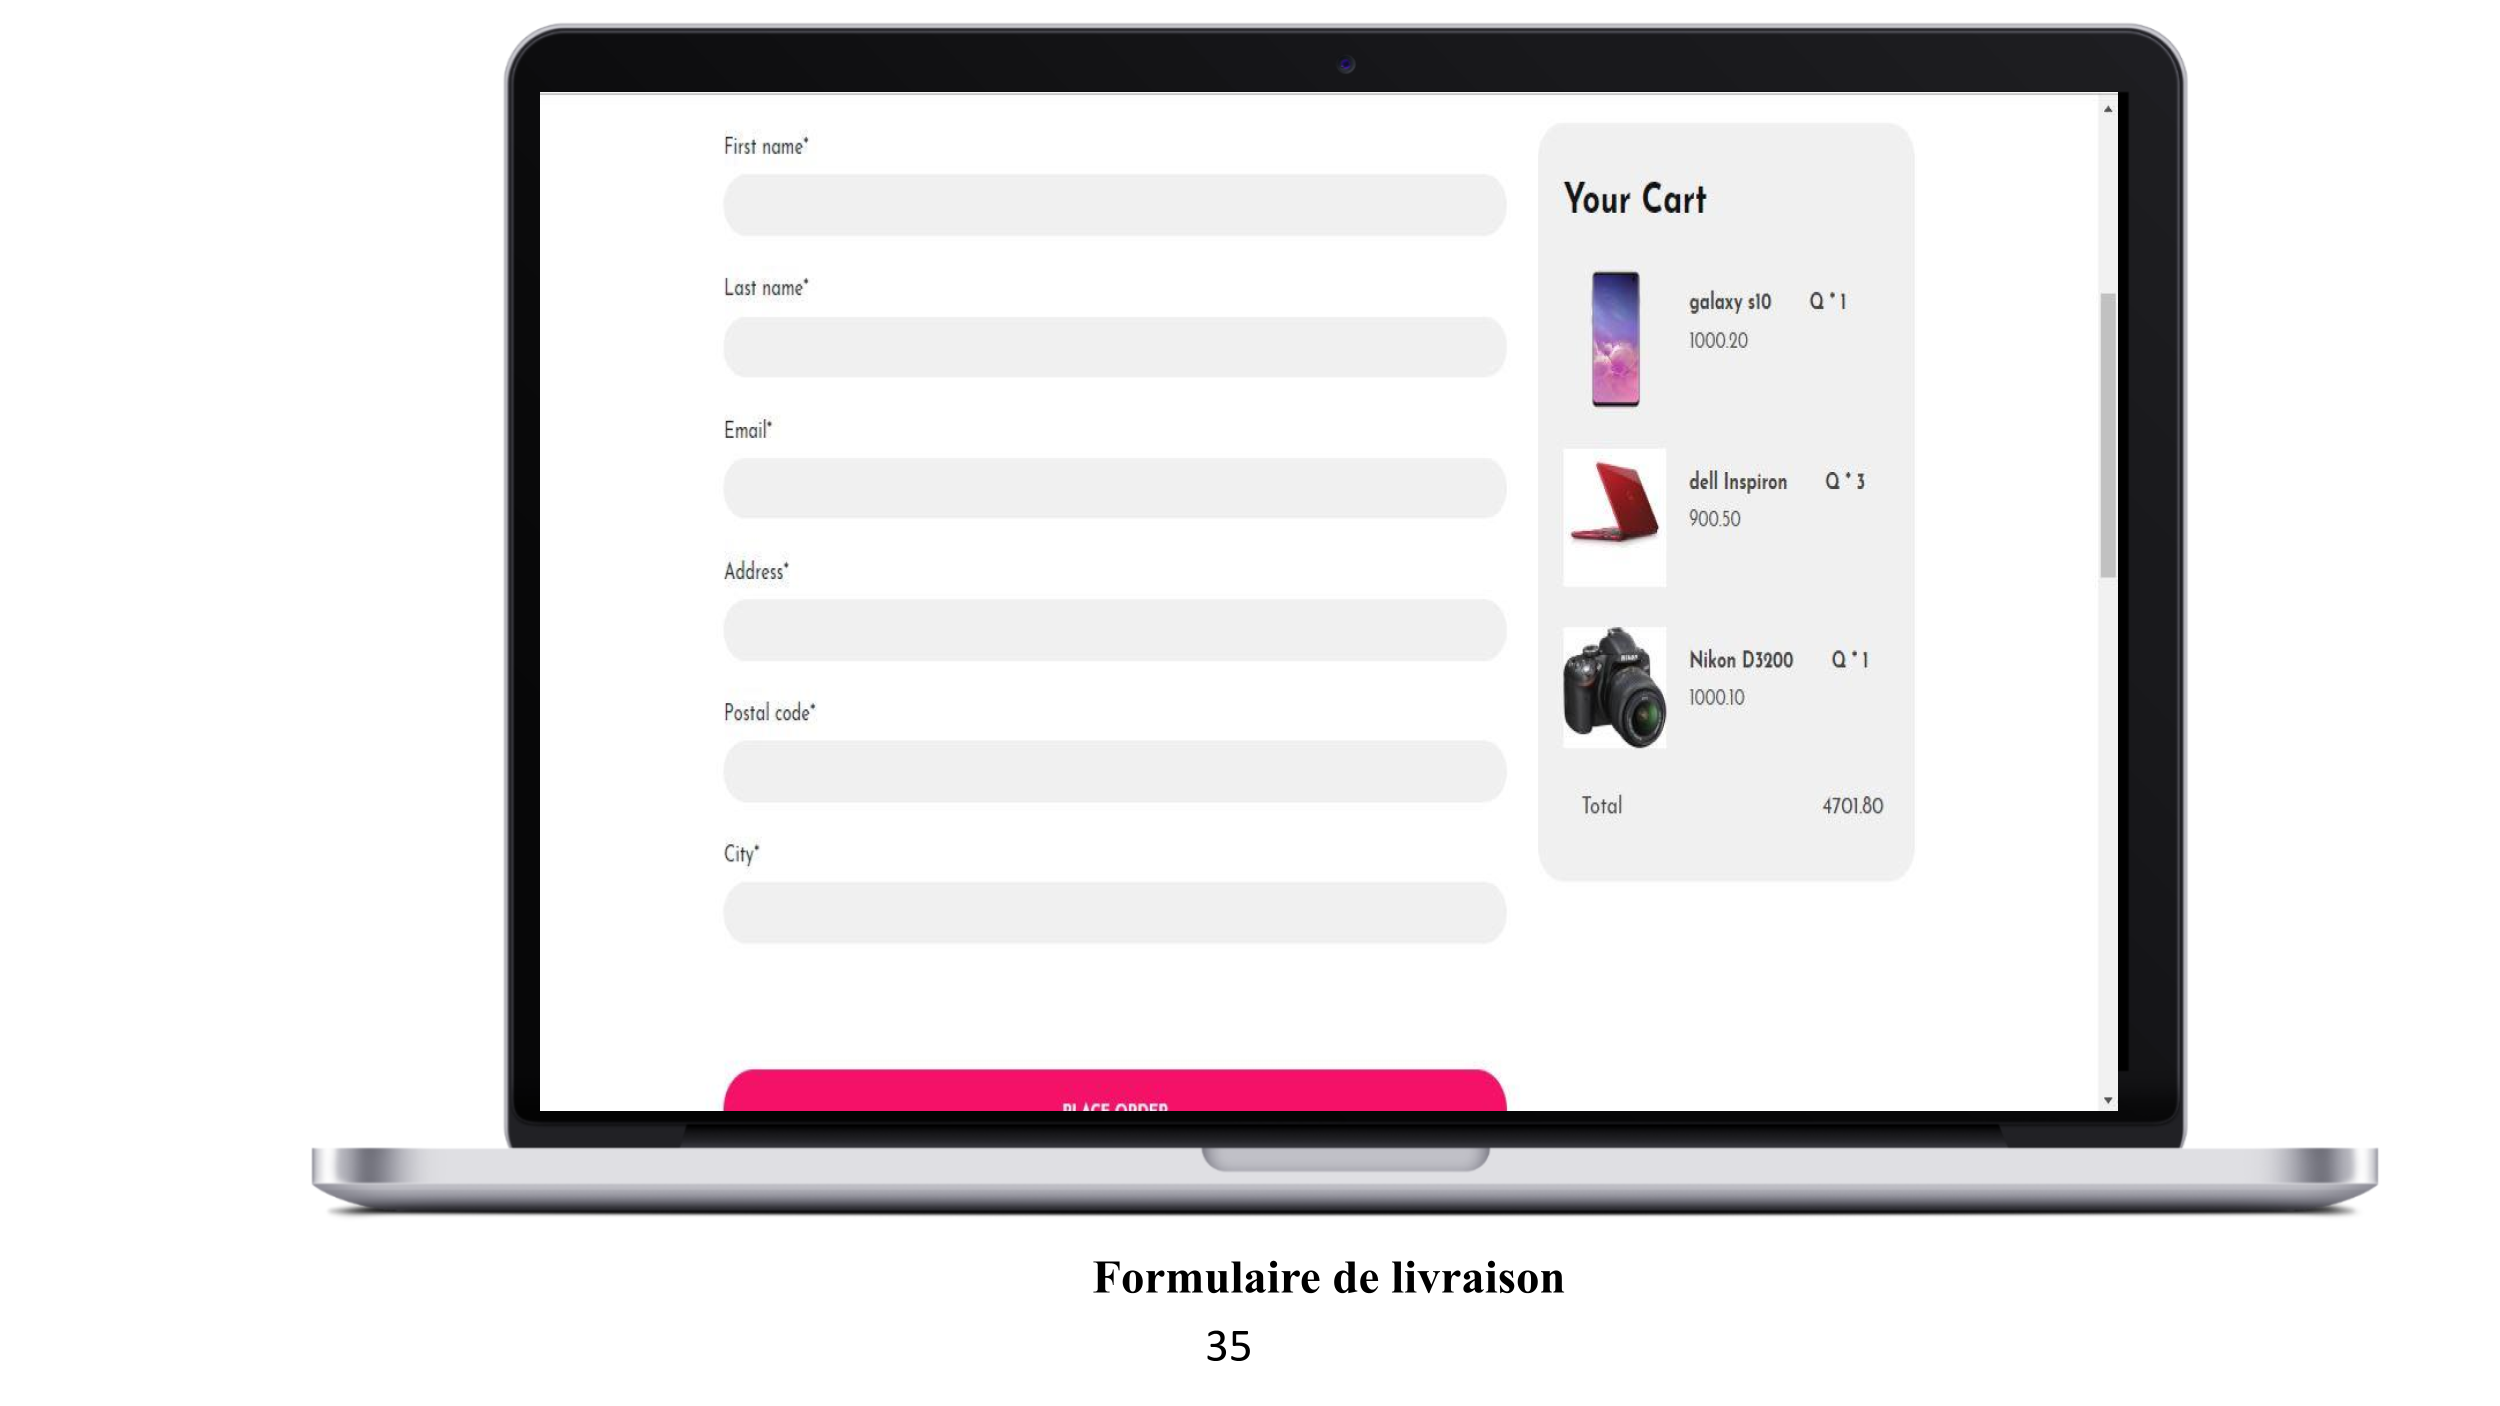 First name*
Last name*
Email*
Address*
Postal code*
City*
PLACE ORDER
Your Cart
galaxy s10 Q * 1
1000.20
dell Inspiron Q * 3
900.50
Nikon D3200 Q * 1
1000.10
Total 4701.80
Formulaire de livraison
35